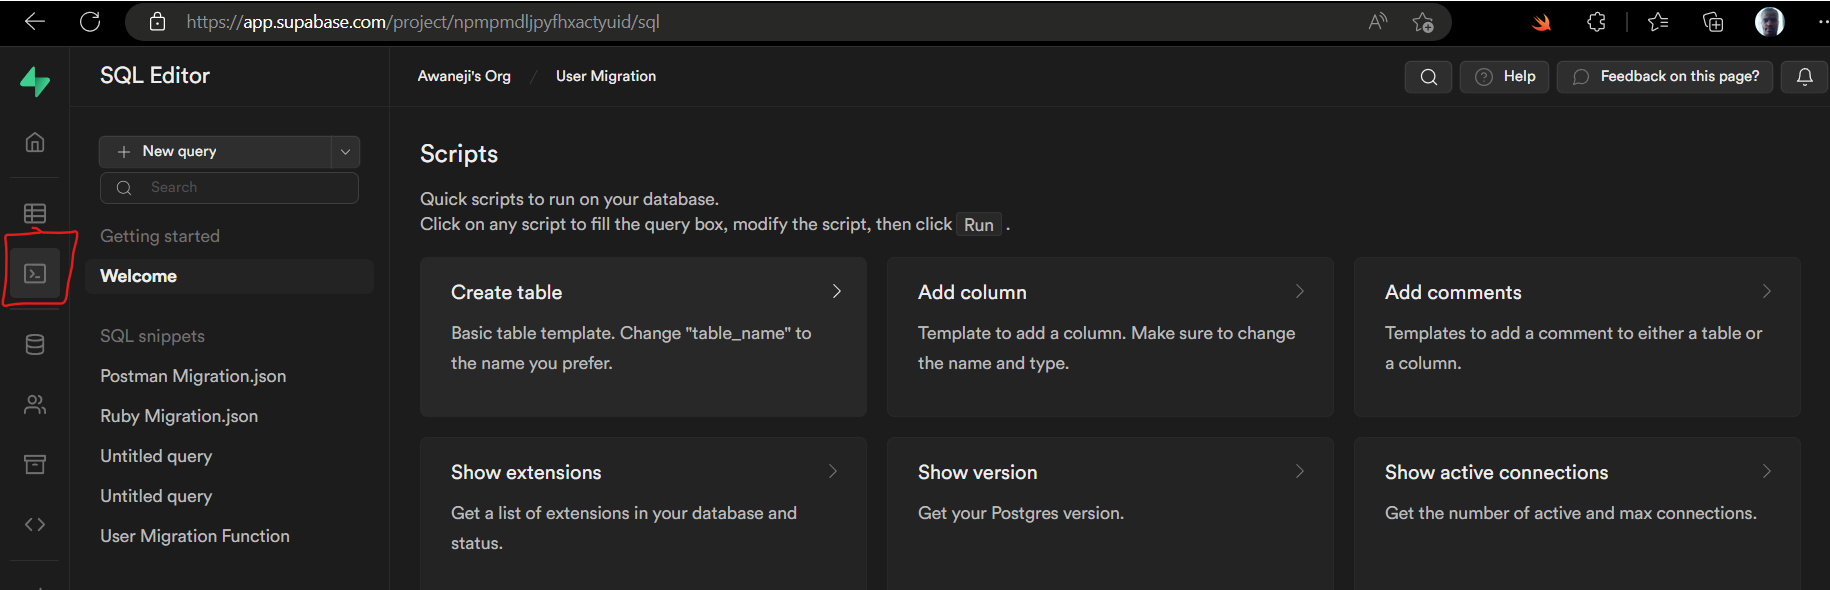 https://app.supabase.com/project/npmpmdljpyfhxactyuid/sql
SQL Editor
Awaneji's Org / User Migration
Help
Feedback on this page?
New query
Search
Getting started
Welcome
SQL snippets
Postman Migration.json
Ruby Migration.json
Untitled query
Untitled query
User Migration Function
Scripts
Quick scripts to run on your database.
Click on any script to fill the query box, modify the script, then click Run .
Create table
Basic table template. Change "table_name" to
the name you prefer.
Add column
Template to add a column. Make sure to change
the name and type.
Add comments
Templates to add a comment to either a table or
a column.
Show extensions
Get a list of extensions in your database and
status.
Show version
Get your Postgres version.
Show active connections
Get the number of active and max connections.